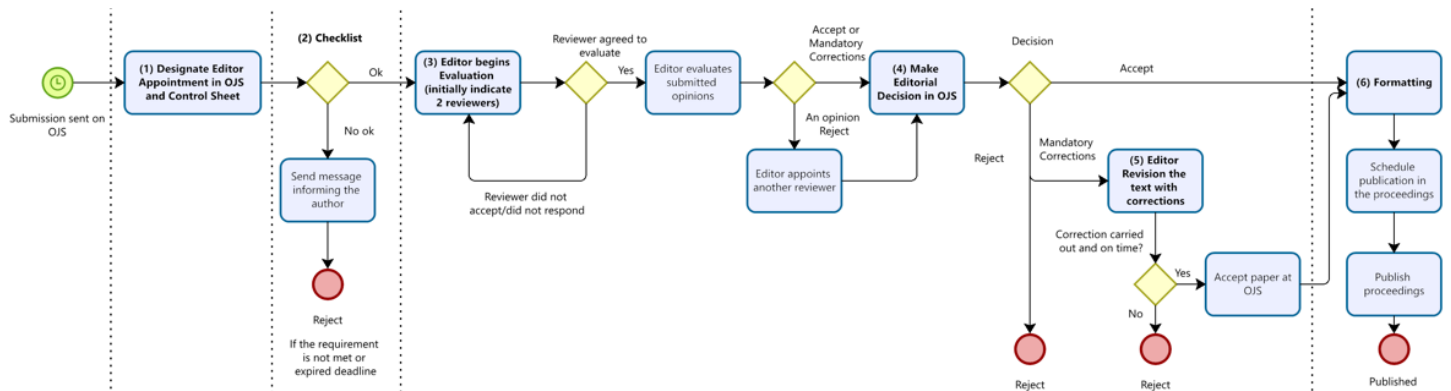 Submission sent on
OJS
(1) Designate Editor
Appointment in OJS
and Control Sheet
(2) Checklist
Ok
No ok
Send message
informing the
author
Reject
If the requirement
is not met or
expired deadline
(3) Editor begins
Evaluation
(initially indicate
2 reviewers)
Reviewer agreed to
evaluate
Yes
Reviewer did not
accept/did not respond
Editor evaluates
submitted
opinions
Accept or
Mandatory
Corrections
An opinion
Reject
Editor appoints
another reviewer
(4) Make
Editorial
Decision in OJS
Decision
Accept
Reject
Mandatory
Corrections
(5) Editor
Revision the
text with
corrections
Correction carried
out and on time?
Yes
No
Accept paper at
OJS
Reject
Reject
(6) Formatting
Schedule
publication in
the proceedings
Publish
proceedings
Published